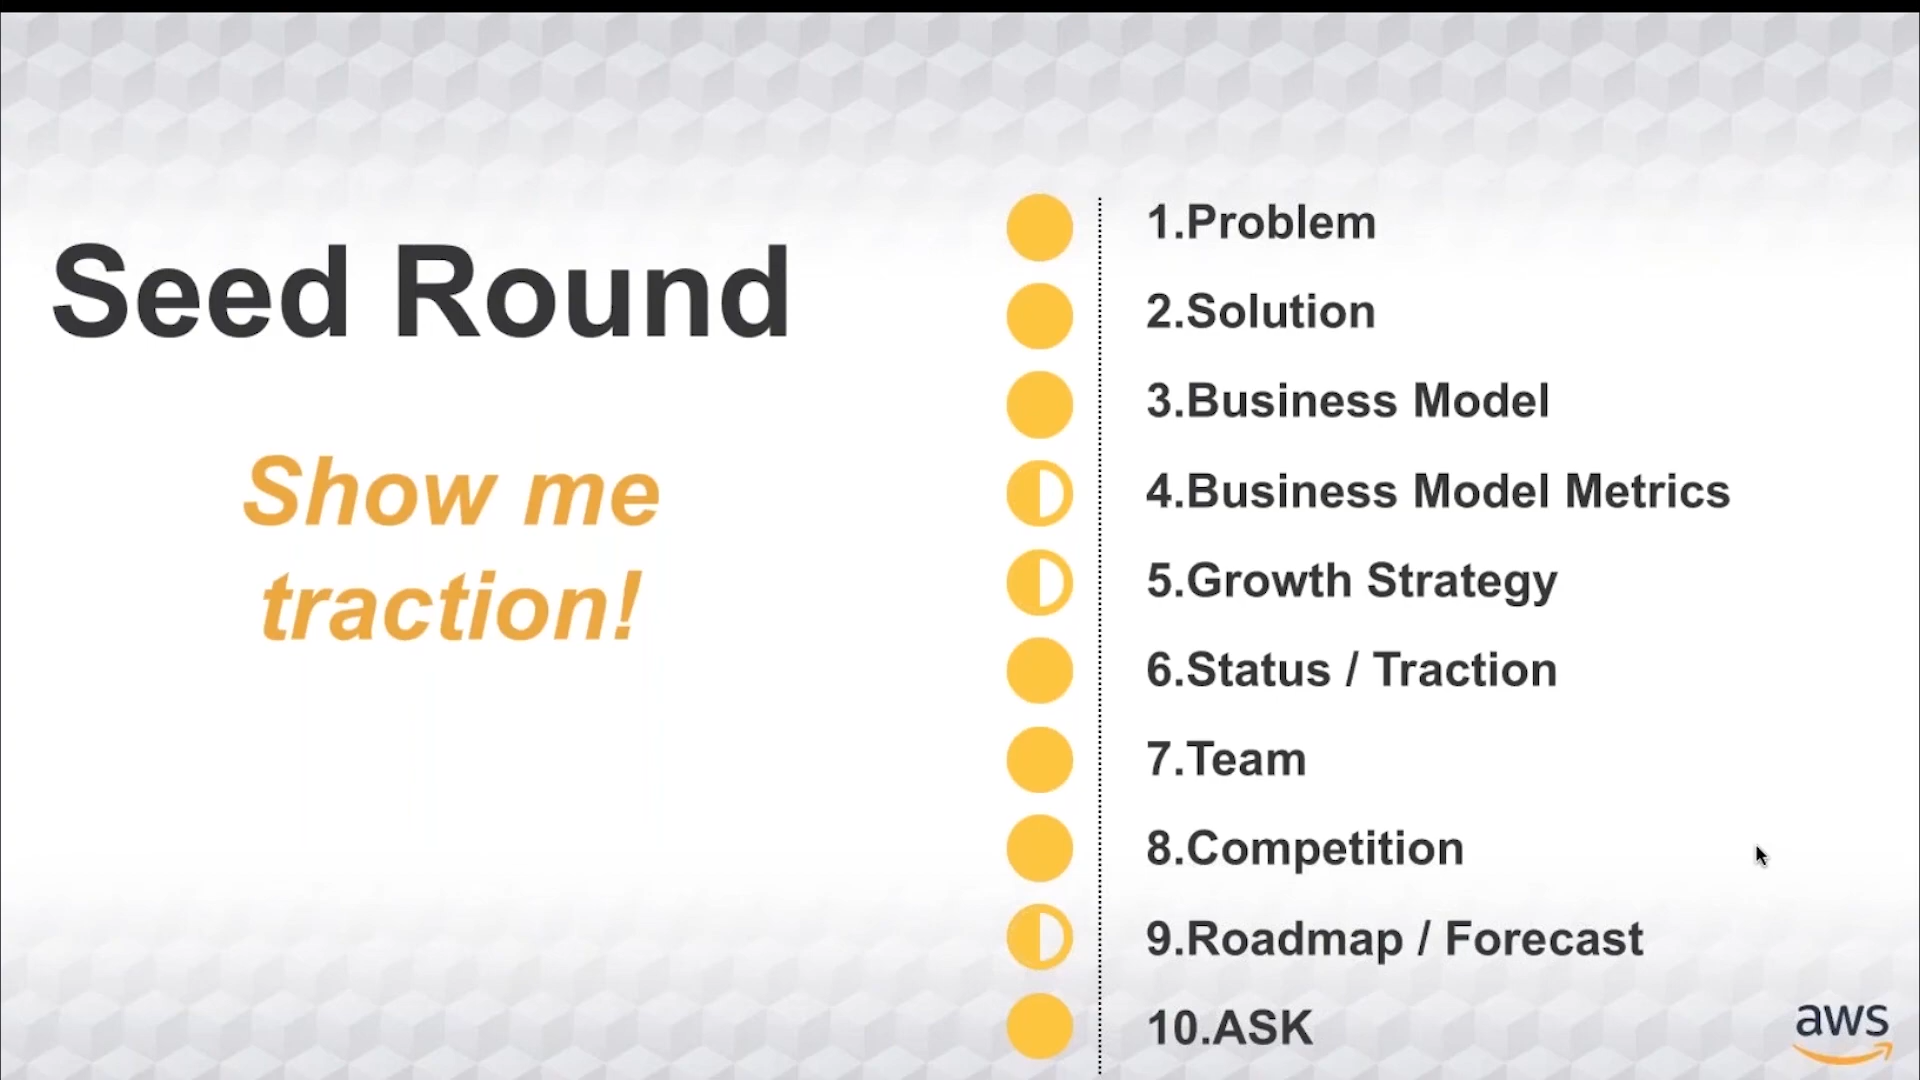 Seed Round
Show me
traction!
1.Problem
2.Solution
3.Business Model
4.Business Model Metrics
5.Growth Strategy
6.Status / Traction
7.Team
8.Competition
9.Roadmap / Forecast
10.ASK
aws